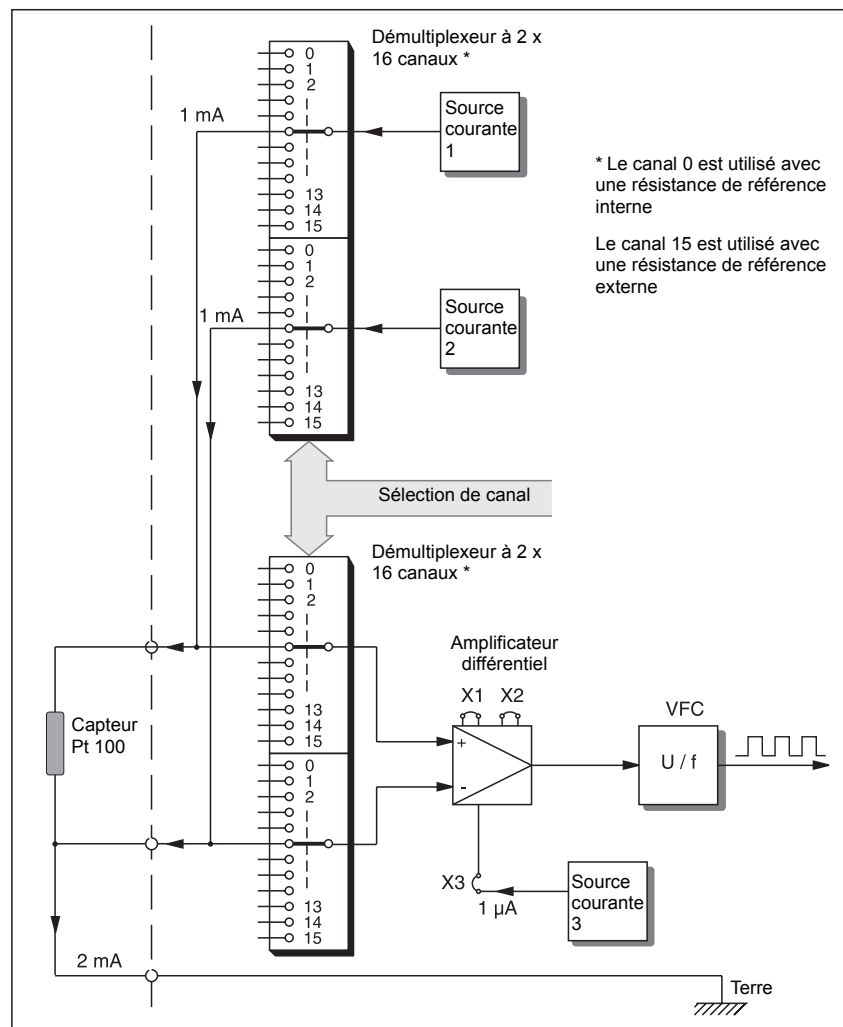 Démultiplexeur à 2 x
16 canaux *
0
1
2
13
14
15
1 mA
Source
courante
1
* Le canal 0 est utilisé avec
une résistance de référence
interne
Le canal 15 est utilisé avec
une résistance de référence
externe
0
1
2
13
14
15
1 mA
Source
courante
2
Sélection de canal
Démultiplexeur à 2 x
16 canaux *
0
1
2
13
14
15
Capteur
Pt 100
Amplificateur
différentiel
X1 X2
+
-
VFC
U / f
0
1
2
13
14
15
X3
1 µA
Source
courante
3
2 mA
Terre